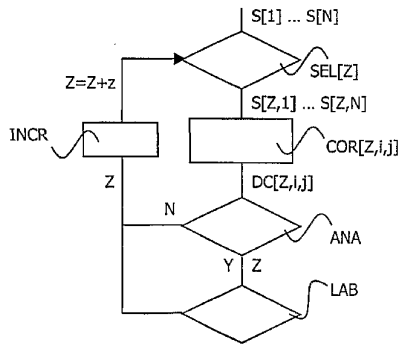 S[1] ... S[N]
SEL[Z]
Z=Z+z
S[Z,1] ... S[Z,N]
INCR
COR[Z,i,j]
Z
DC[Z,i,j]
N
ANA
Y Z
LAB